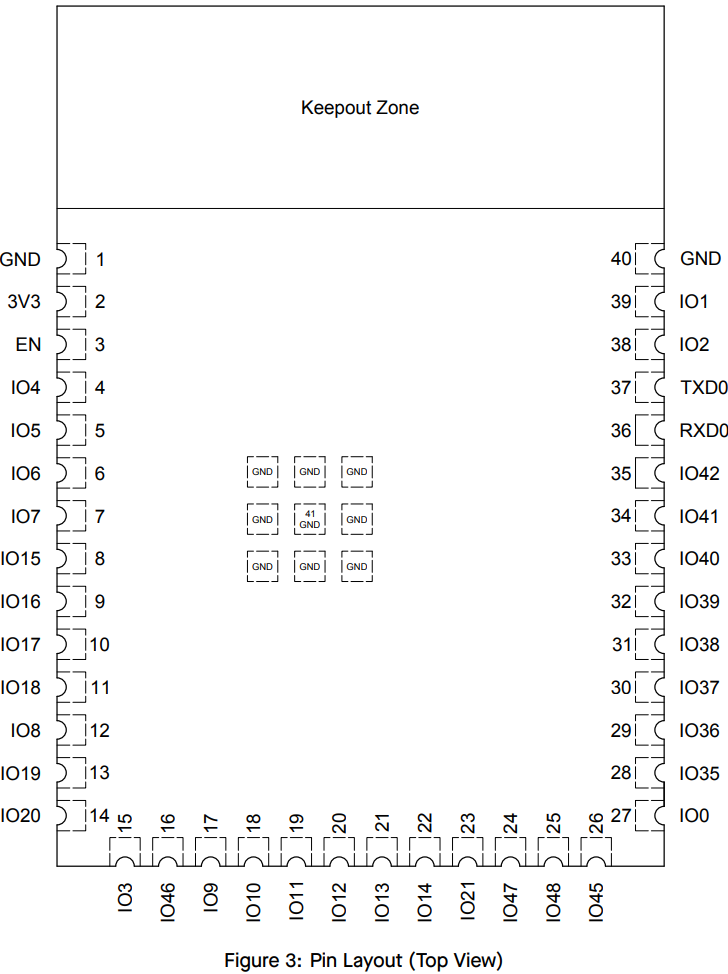 Keepout Zone
GND 1 40 GND
3V3 2 39 IO1
EN 3 38 IO2
IO4 4 37 TXD0
IO5 5 36 RXD0
IO6 6 GND GND GND 35 IO42
IO7 7 GND 41 GND GND 34 IO41
IO15 8 GND GND GND 33 IO40
IO16 9 32 IO39
IO17 10 31 IO38
IO18 11 30 IO37
IO8 12 29 IO36
IO19 13 28 IO35
IO20 14 27 IO0
15 16 17 18 19 20 21 22 23 24 25 26
IO3 IO46 IO9 IO10 IO11 IO12 IO13 IO14 IO21 IO47 IO48 IO45
Figure 3: Pin Layout (Top View)